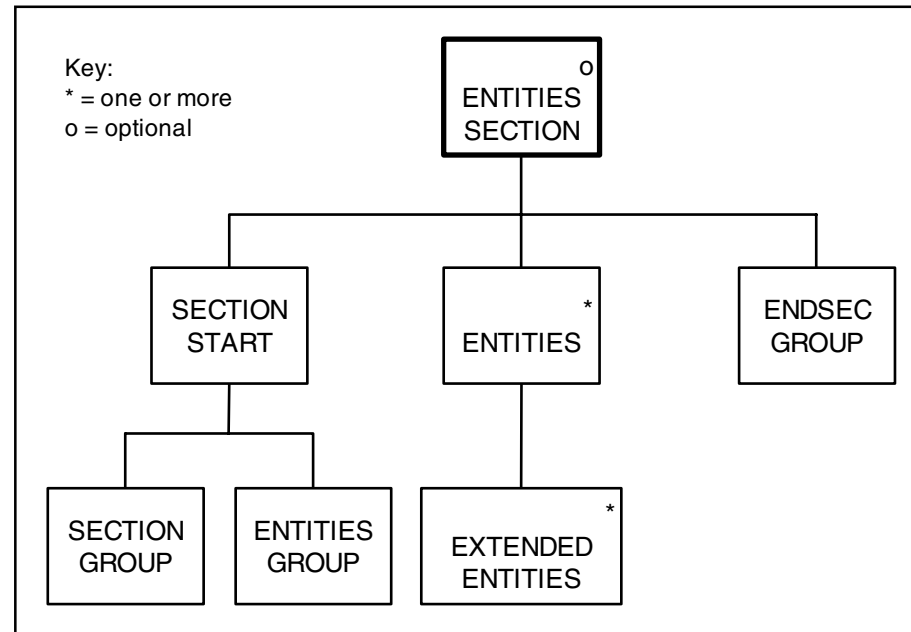 Key:
* = one or more
o = optional
o
ENTITIES
SECTION
SECTION
START
*
ENTITIES
ENDSEC
GROUP
SECTION
GROUP
ENTITIES
GROUP
*
EXTENDED
ENTITIES